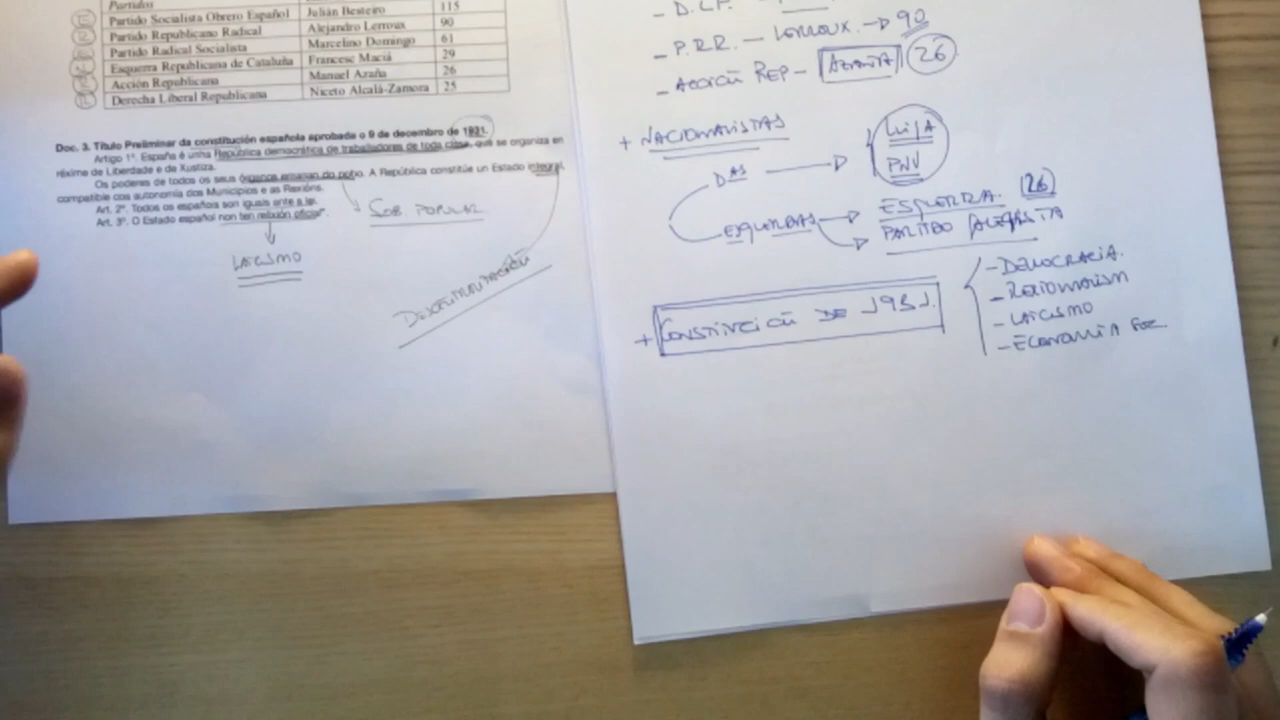 Partidos
Partido Socialista Obrero Español Julián Besteiro 115
Partido Republicano Radical Alejandro Lerroux 90
Partido Radical Socialista Marcelino Domingo 61
Esquerra Republicana de Cataluña Francesc Maciá 29
Acción Republicana Manuel Azaña 26
Derecha Liberal Republicana Niceto Alcalá-Zamora 25
Doc. 3. Título Preliminar da constitución española aprobada o 9 de decembro de 1931.
Artigo 1º. España é unha República democrática de traballadores de toda clase, que se organiza en
réxime de Liberdade e de Xustiza.
Os poderes de todos os seus órganos emanan do pobo. A República constitúe un Estado integral,
compatible coa autonomía dos Municipios e as Rexións.
Art. 2º. Todos os españois son iguais ante a lei.
Art. 3º. O Estado español non ten relixión oficial".
SOB. POPULAR
LAICISMO
- P.R.R. - LERROUX. → 90
- ACCIÓN REP - AZAÑA 26
+ NACIONALISTAS
DAS → LLIGA
PNV
ESQUERDAS → ESQUERRA. 26
PARTIDO GALEGUISTA
+ CONSTITUCIÓN DE 1931.
- DEMOCRACIA.
- LAICISMO
- ECONOMÍA